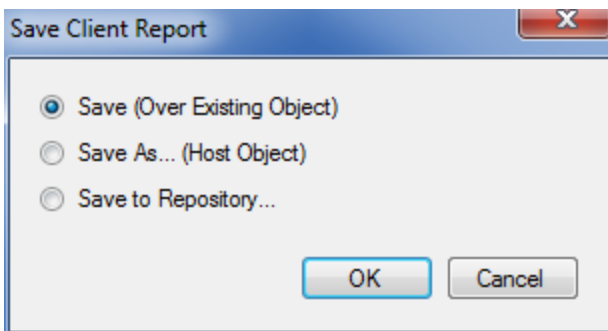 Save Client Report
Save (Over Existing Object)
Save As... (Host Object)
Save to Repository...
OK Cancel